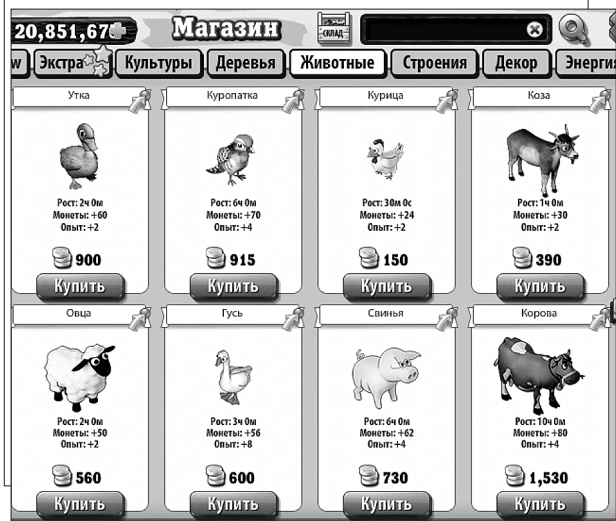 20,851,67
Магазин
СКЛАД
w
Экстра
Культуры
Деревья
Животные
Строения
Декор
Энергия
Утка
Куропатка
Курица
Коза
Рост: 2ч 0м
Монеты: +60
Опыт: +2
Рост: 6ч 0м
Монеты: +70
Опыт: +4
Рост: 30м 0с
Монеты: +24
Опыт: +2
Рост: 1ч 0м
Монеты: +30
Опыт: +2
900
915
150
390
Купить
Купить
Купить
Купить
Овца
Гусь
Свинья
Корова
Рост: 2ч 0м
Монеты: +50
Опыт: +2
Рост: 3ч 0м
Монеты: +56
Опыт: +8
Рост: 6ч 0м
Монеты: +62
Опыт: +4
Рост: 10ч 0м
Монеты: +80
Опыт: +4
560
600
730
1,530
Купить
Купить
Купить
Купить